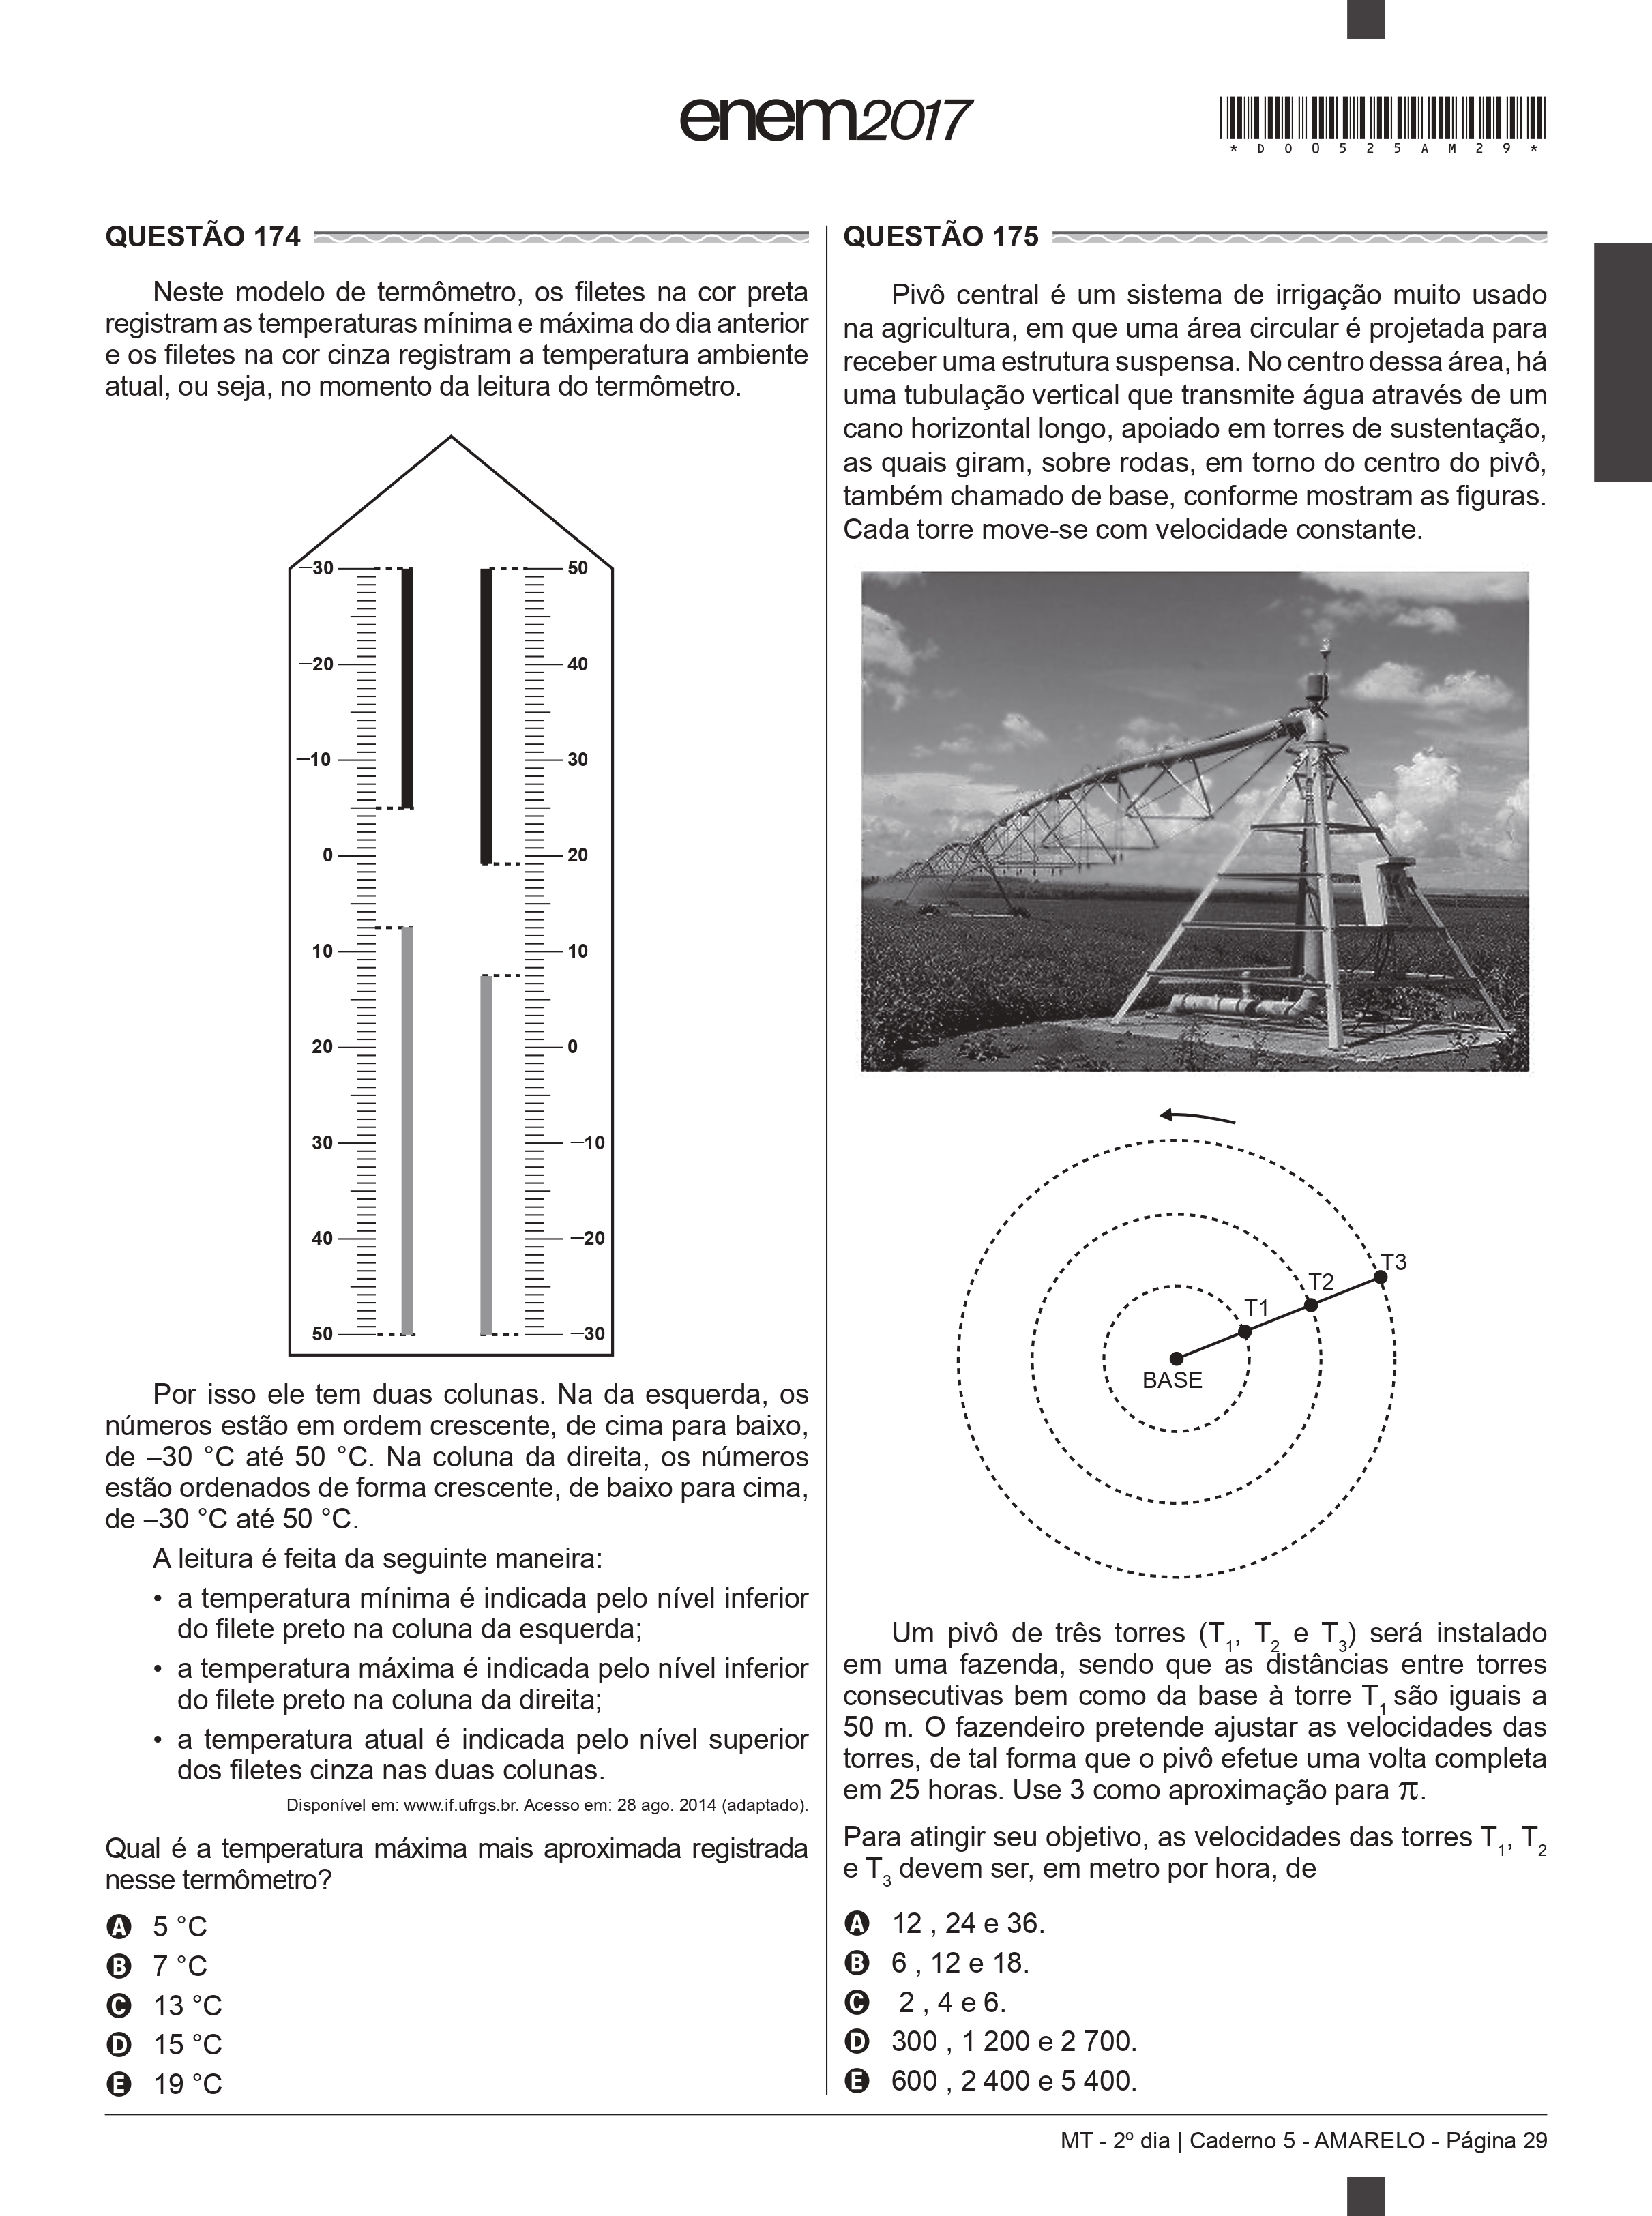 enem2017
*DO0525AM29*
QUESTÃO 174
Neste modelo de termômetro, os filetes na cor preta
registram as temperaturas mínima e máxima do dia anterior
e os filetes na cor cinza registram a temperatura ambiente
atual, ou seja, no momento da leitura do termômetro.
–30 50
–20 40
–10 30
0 20
10 10
20 0
30 –10
40 –20
50 –30
Por isso ele tem duas colunas. Na da esquerda, os
números estão em ordem crescente, de cima para baixo,
de –30 °C até 50 °C. Na coluna da direita, os números
estão ordenados de forma crescente, de baixo para cima,
de –30 °C até 50 °C.
A leitura é feita da seguinte maneira:
• a temperatura mínima é indicada pelo nível inferior
do filete preto na coluna da esquerda;
• a temperatura máxima é indicada pelo nível inferior
do filete preto na coluna da direita;
• a temperatura atual é indicada pelo nível superior
dos filetes cinza nas duas colunas.
Disponível em: www.if.ufrgs.br. Acesso em: 28 ago. 2014 (adaptado).
Qual é a temperatura máxima mais aproximada registrada
nesse termômetro?
A 5 °C
B 7 °C
C 13 °C
D 15 °C
E 19 °C
QUESTÃO 175
Pivô central é um sistema de irrigação muito usado
na agricultura, em que uma área circular é projetada para
receber uma estrutura suspensa. No centro dessa área, há
uma tubulação vertical que transmite água através de um
cano horizontal longo, apoiado em torres de sustentação,
as quais giram, sobre rodas, em torno do centro do pivô,
também chamado de base, conforme mostram as figuras.
Cada torre move-se com velocidade constante.
T3
T2
T1
BASE
Um pivô de três torres (T₁, T₂ e T₃) será instalado
em uma fazenda, sendo que as distâncias entre torres
consecutivas bem como da base à torre T₁ são iguais a
50 m. O fazendeiro pretende ajustar as velocidades das
torres, de tal forma que o pivô efetue uma volta completa
em 25 horas. Use 3 como aproximação para π.
Para atingir seu objetivo, as velocidades das torres T₁, T₂
e T₃ devem ser, em metro por hora, de
A 12 , 24 e 36.
B 6 , 12 e 18.
C 2 , 4 e 6.
D 300 , 1 200 e 2 700.
E 600 , 2 400 e 5 400.
MT - 2º dia | Caderno 5 - AMARELO - Página 29